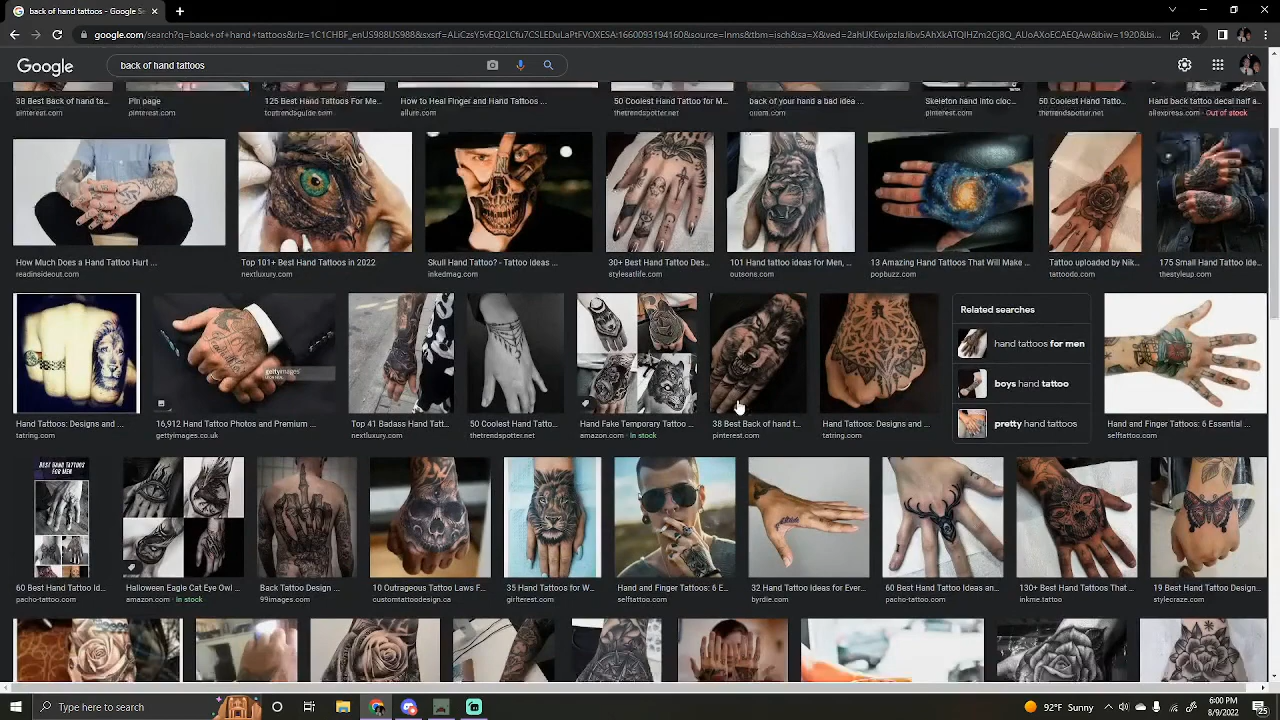 back of hand tattoos - Google Se
google.com/search?q=back+of+hand+tattoos&rlz=1C1CHBF_enUS988US988&sxsrf=
Google
back of hand tattoos
38 Best Back of hand ta...
Pin page
125 Best Hand Tattoos For Me...
How to Heal Finger and Hand Tattoos ...
50 Coolest Hand Tattoo for M...
back of your hand a bad idea ...
Skeleton hand into cloc...
50 Coolest Hand Tatto...
Hand back tattoo decal half a...
pinterest.com
pinterest.com
toptrendsguide.com
allure.com
thetrendspotter.net
quora.com
pinterest.com
thetrendspotter.net
aliexpress.com · Out of stock
How Much Does a Hand Tattoo Hurt ...
Top 101+ Best Hand Tattoos in 2022
Skull Hand Tattoo? - Tattoo Ideas ...
30+ Best Hand Tattoo Des...
101 Hand tattoo ideas for Men, ...
13 Amazing Hand Tattoos That Will Make ...
Tattoo uploaded by Nik...
175 Small Hand Tattoo Ide...
readinsideout.com
nextluxury.com
inkedmag.com
stylesatlife.com
outsons.com
popbuzz.com
tattoodo.com
thestyleup.com
gettyimages
Related searches
hand tattoos for men
boys hand tattoo
pretty hand tattoos
Hand Tattoos: Designs and ...
16,912 Hand Tattoo Photos and Premium ...
Top 41 Badass Hand Tatt...
50 Coolest Hand Tattoo ...
Hand Fake Temporary Tattoo ...
38 Best Back of hand t...
Hand Tattoos: Designs and ...
Hand and Finger Tattoos: 6 Essential ...
tatring.com
gettyimages.co.uk
nextluxury.com
thetrendspotter.net
amazon.com · In stock
pinterest.com
tatring.com
selftattoo.com
BEST HAND TATTOOS
FOR MEN
60 Best Hand Tattoo Id...
Halloween Eagle Cat Eye Owl ...
Back Tattoo Design ...
10 Outrageous Tattoo Laws F...
35 Hand Tattoos for W...
Hand and Finger Tattoos: 6 E...
32 Hand Tattoo Ideas for Ever...
60 Best Hand Tattoo Ideas an...
130+ Best Hand Tattoos That ...
19 Best Hand Tattoo Design...
pacho-tattoo.com
amazon.com · In stock
99images.com
customtattoodesign.ca
girlterest.com
selftattoo.com
byrdie.com
pacho-tattoo.com
inkme.tattoo
stylecraze.com
Type here to search
92°F Sunny
6:00 PM
8/9/2022